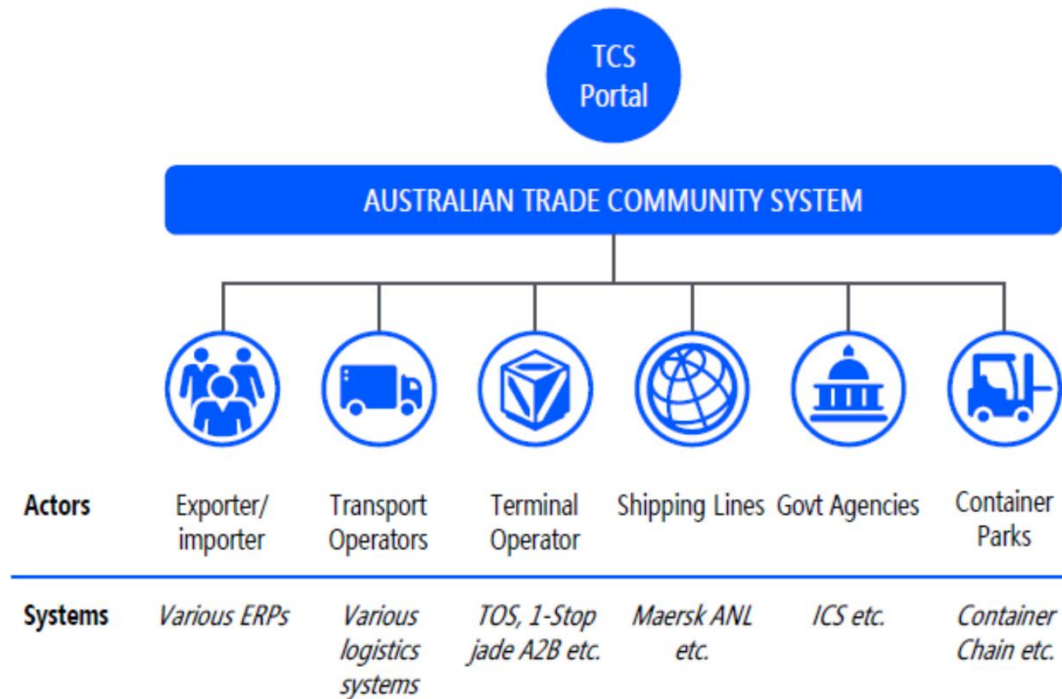 TCS
Portal
AUSTRALIAN TRADE COMMUNITY SYSTEM
Actors
Exporter/
importer
Transport
Operators
Terminal
Operator
Shipping Lines
Govt Agencies
Container
Parks
Systems
Various ERPs
Various
logistics
systems
TOS, 1-Stop
jade A2B etc.
Maersk ANL
etc.
ICS etc.
Container
Chain etc.